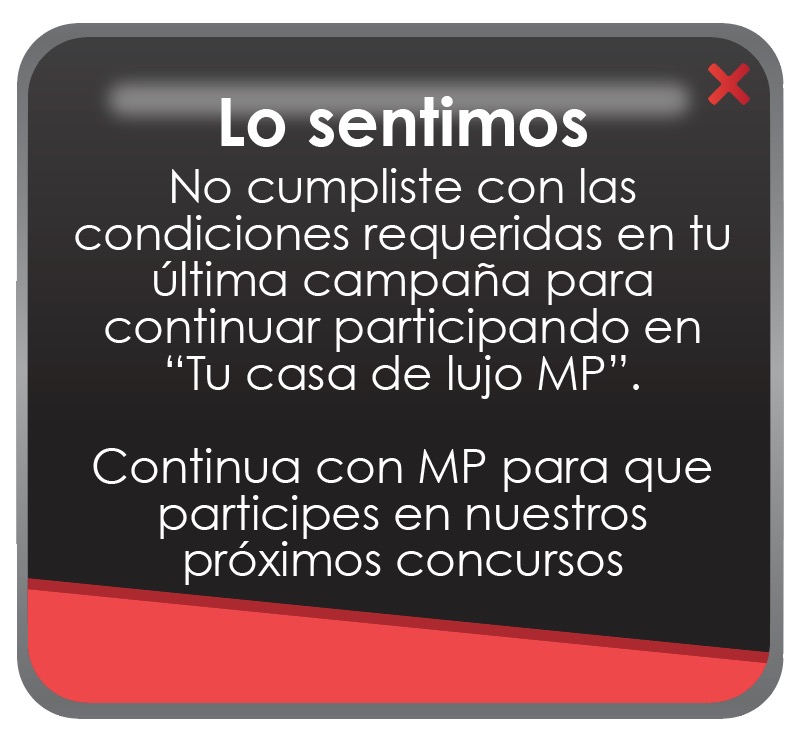 Lo sentimos
No cumpliste con las
condiciones requeridas en tu
última campaña para
continuar participando en
“Tu casa de lujo MP”.
Continua con MP para que
participes en nuestros
próximos concursos